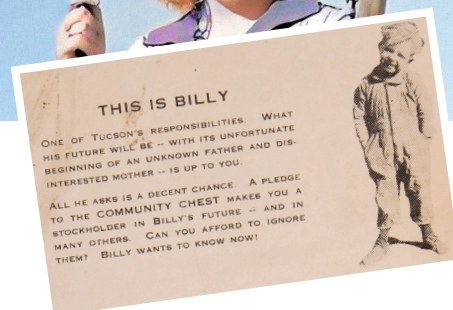 THIS IS BILLY
ONE OF TUCSON'S RESPONSIBILITIES. WHAT
HIS FUTURE WILL BE -- WITH ITS UNFORTUNATE
BEGINNING OF AN UNKNOWN FATHER AND DIS-
INTERESTED MOTHER -- IS UP TO YOU.
ALL HE ASKS IS A DECENT CHANCE. A PLEDGE
TO THE COMMUNITY CHEST MAKES YOU A
STOCKHOLDER IN BILLY'S FUTURE -- AND IN
MANY OTHERS. CAN YOU AFFORD TO IGNORE
THEM? BILLY WANTS TO KNOW NOW!